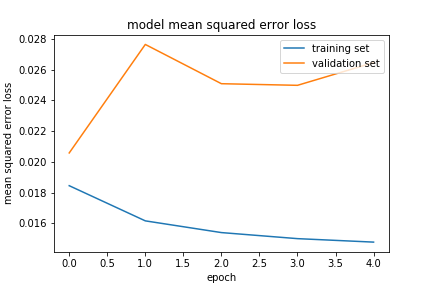 model mean squared error loss
training set
validation set
mean squared error loss
0.028
0.026
0.024
0.022
0.020
0.018
0.016
0.0 0.5 1.0 1.5 2.0 2.5 3.0 3.5 4.0
epoch